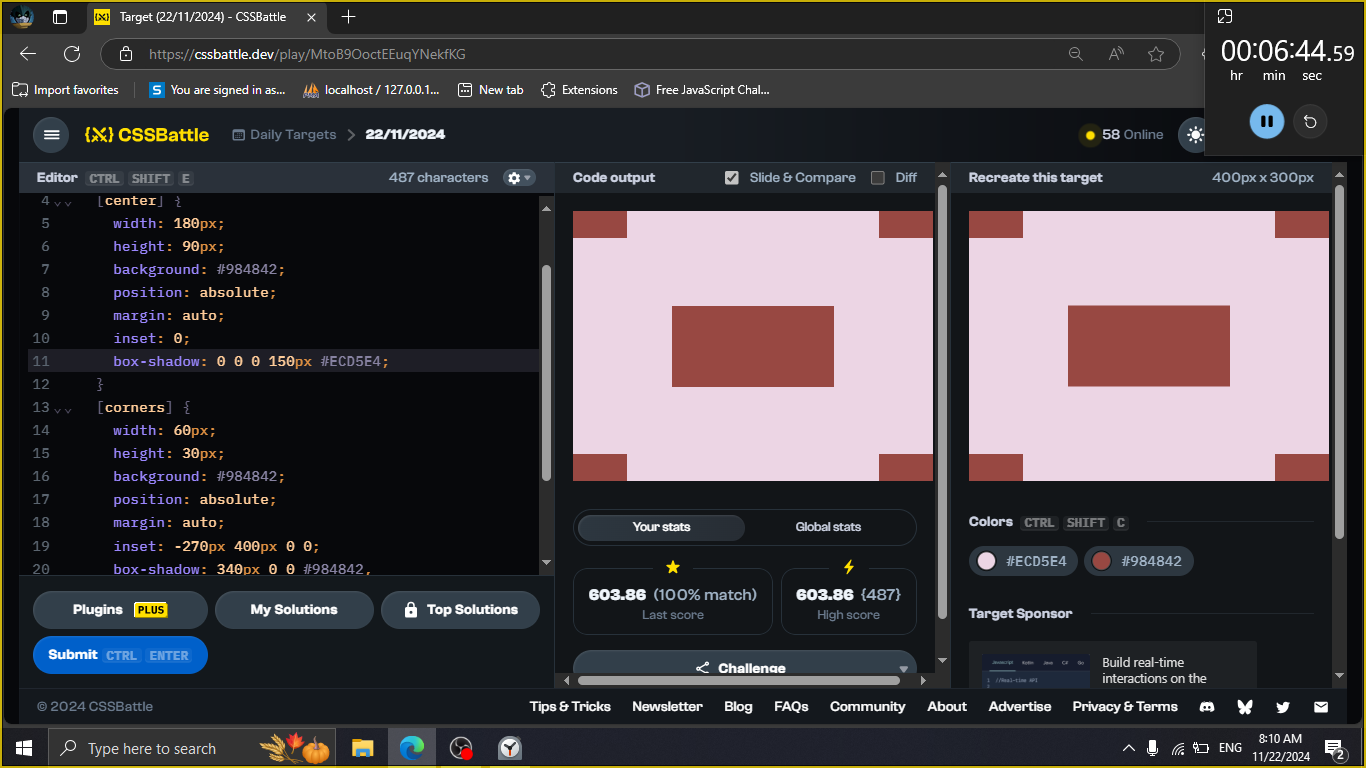 Target (22/11/2024) - CSSBattle
https://cssbattle.dev/play/MtoB9OoctEEuqYNekfKG
00:06:44.59
hr min sec
Import favorites
You are signed in as...
localhost / 127.0.0.1...
New tab
Extensions
Free JavaScript Chal...
CSSBattle
Daily Targets
22/11/2024
58 Online
Editor CTRL SHIFT E
487 characters
Code output
Slide & Compare
Diff
Recreate this target
400px x 300px
4 [center] {
5 width: 180px;
6 height: 90px;
7 background: #984842;
8 position: absolute;
9 margin: auto;
10 inset: 0;
11 box-shadow: 0 0 0 150px #ECD5E4;
12 }
13 [corners] {
14 width: 60px;
15 height: 30px;
16 background: #984842;
17 position: absolute;
18 margin: auto;
19 inset: -270px 400px 0 0;
20 box-shadow: 340px 0 0 #984842,
Plugins PLUS
My Solutions
Top Solutions
Submit CTRL ENTER
Your stats
Global stats
603.86 (100% match)
Last score
603.86 {487}
High score
Challenge
Colors CTRL SHIFT C
#ECD5E4
#984842
Target Sponsor
Javascript Kotlin Java C# Go
1 //Real-time API
2
Build real-time
interactions on the
© 2024 CSSBattle
Tips & Tricks
Newsletter
Blog
FAQs
Community
About
Advertise
Privacy & Terms
Type here to search
ENG
8:10 AM
11/22/2024
2